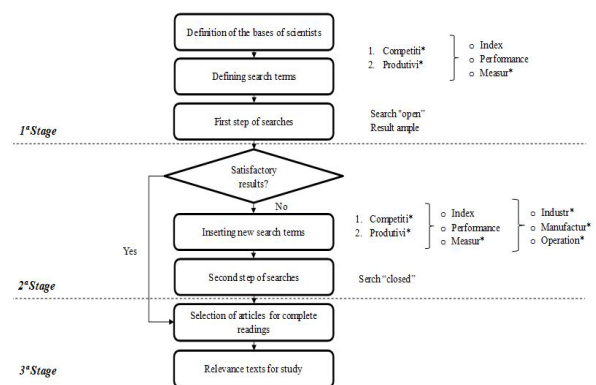 Definition of the bases of scientists
1. Competiti*
2. Produtivi*
o Index
o Performance
o Measur*
Defining search terms
First step of searches
Search "open"
Result ample
1ª Stage
Satisfactory
results?
No
Yes
Inserting new search terms
1. Competiti*
2. Produtivi*
o Index
o Performance
o Measur*
o Industr*
o Manufactur*
o Operation*
Second step of searches
Serch "closed"
2ª Stage
Selection of articles for complete
readings
3ª Stage
Relevance texts for study